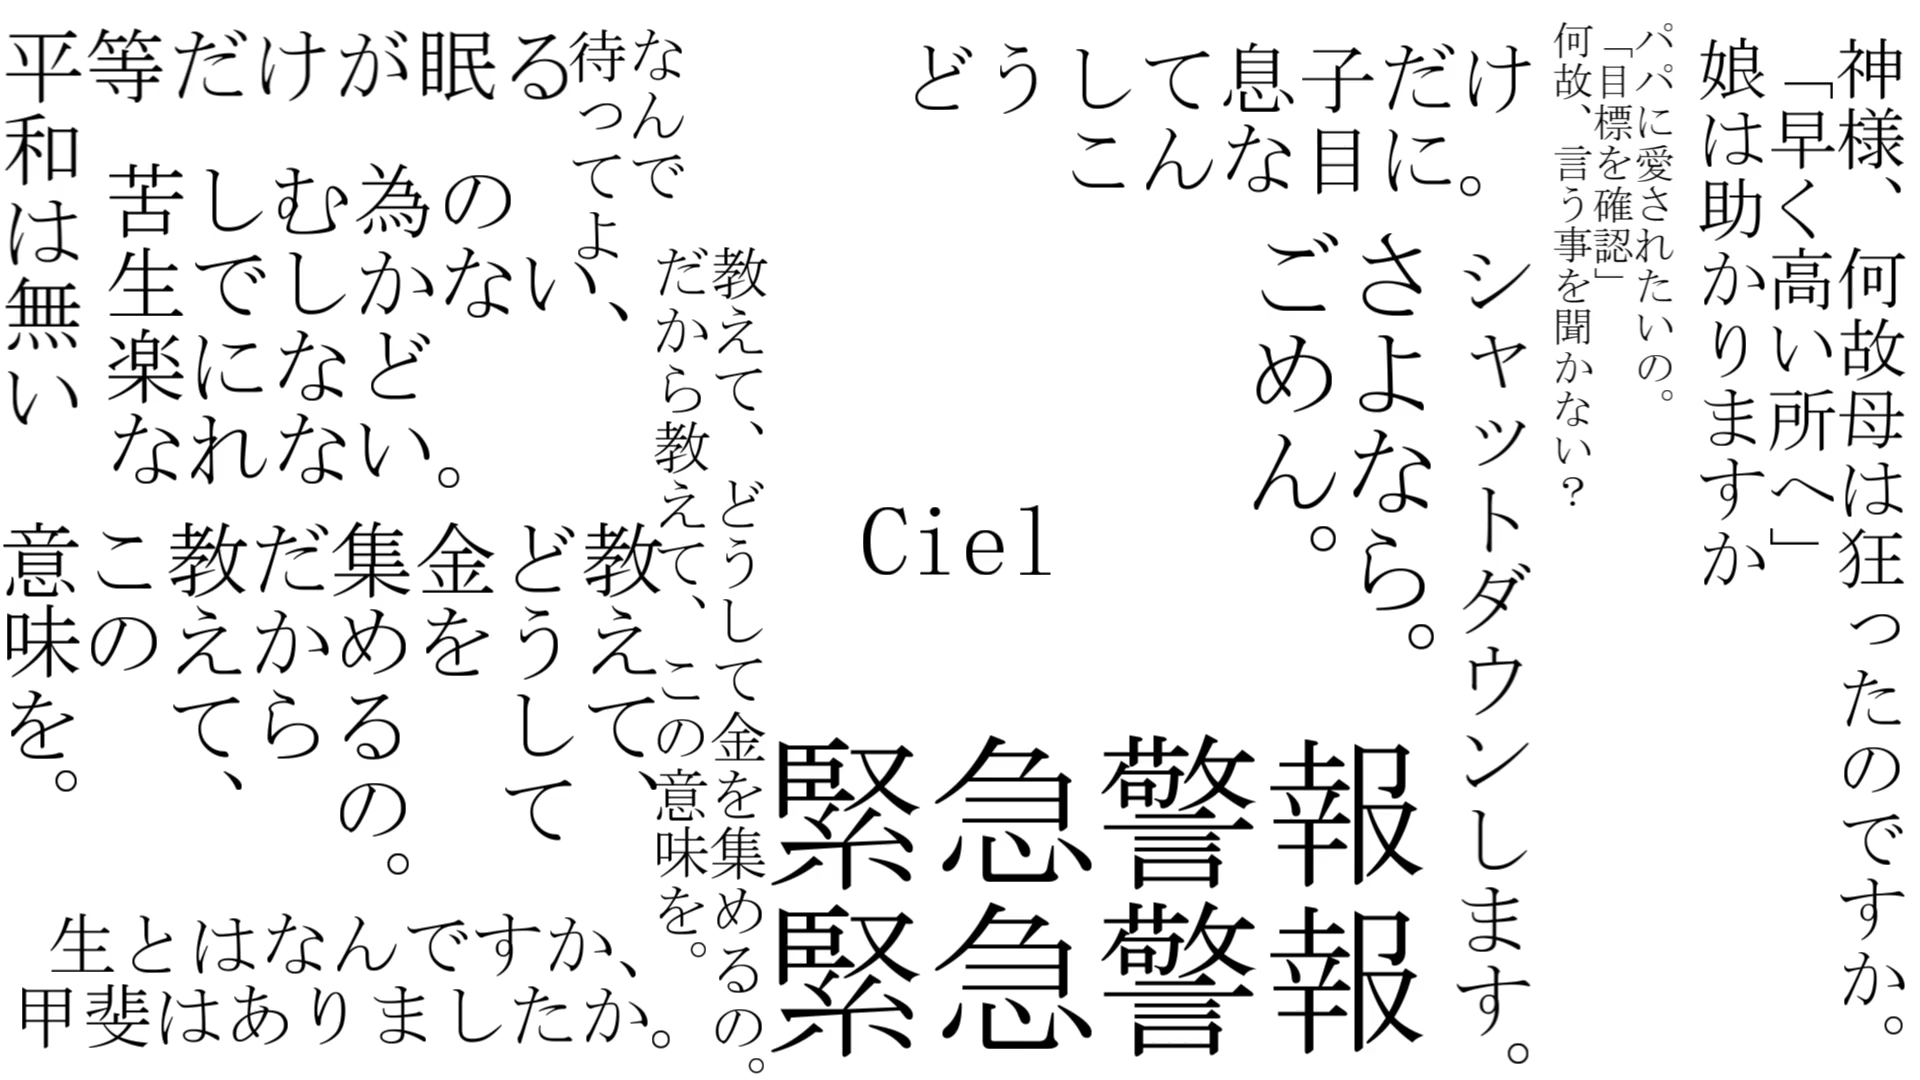 神様、何故母は狂ったのですか。
「早く高い所へ」
娘は助かりますか
パパに愛されたいの。
「目標を確認」
何故、言う事を聞かない？
どうして息子だけ
こんな目に。
シャットダウンします。
さよなら。
ごめん。
Ciel
緊急警報
緊急警報
なんで
待ってよ、
教えて、どうして金を集めるの。
だから教えて、この意味を。
平等だけが眠る
平和は無い
苦しむ為の
生でしかない、
楽になど
なれない。
教えて、
どうして
金を
集めるの。
だから
教えて、
この
意味を。
生とはなんですか、
甲斐はありましたか。